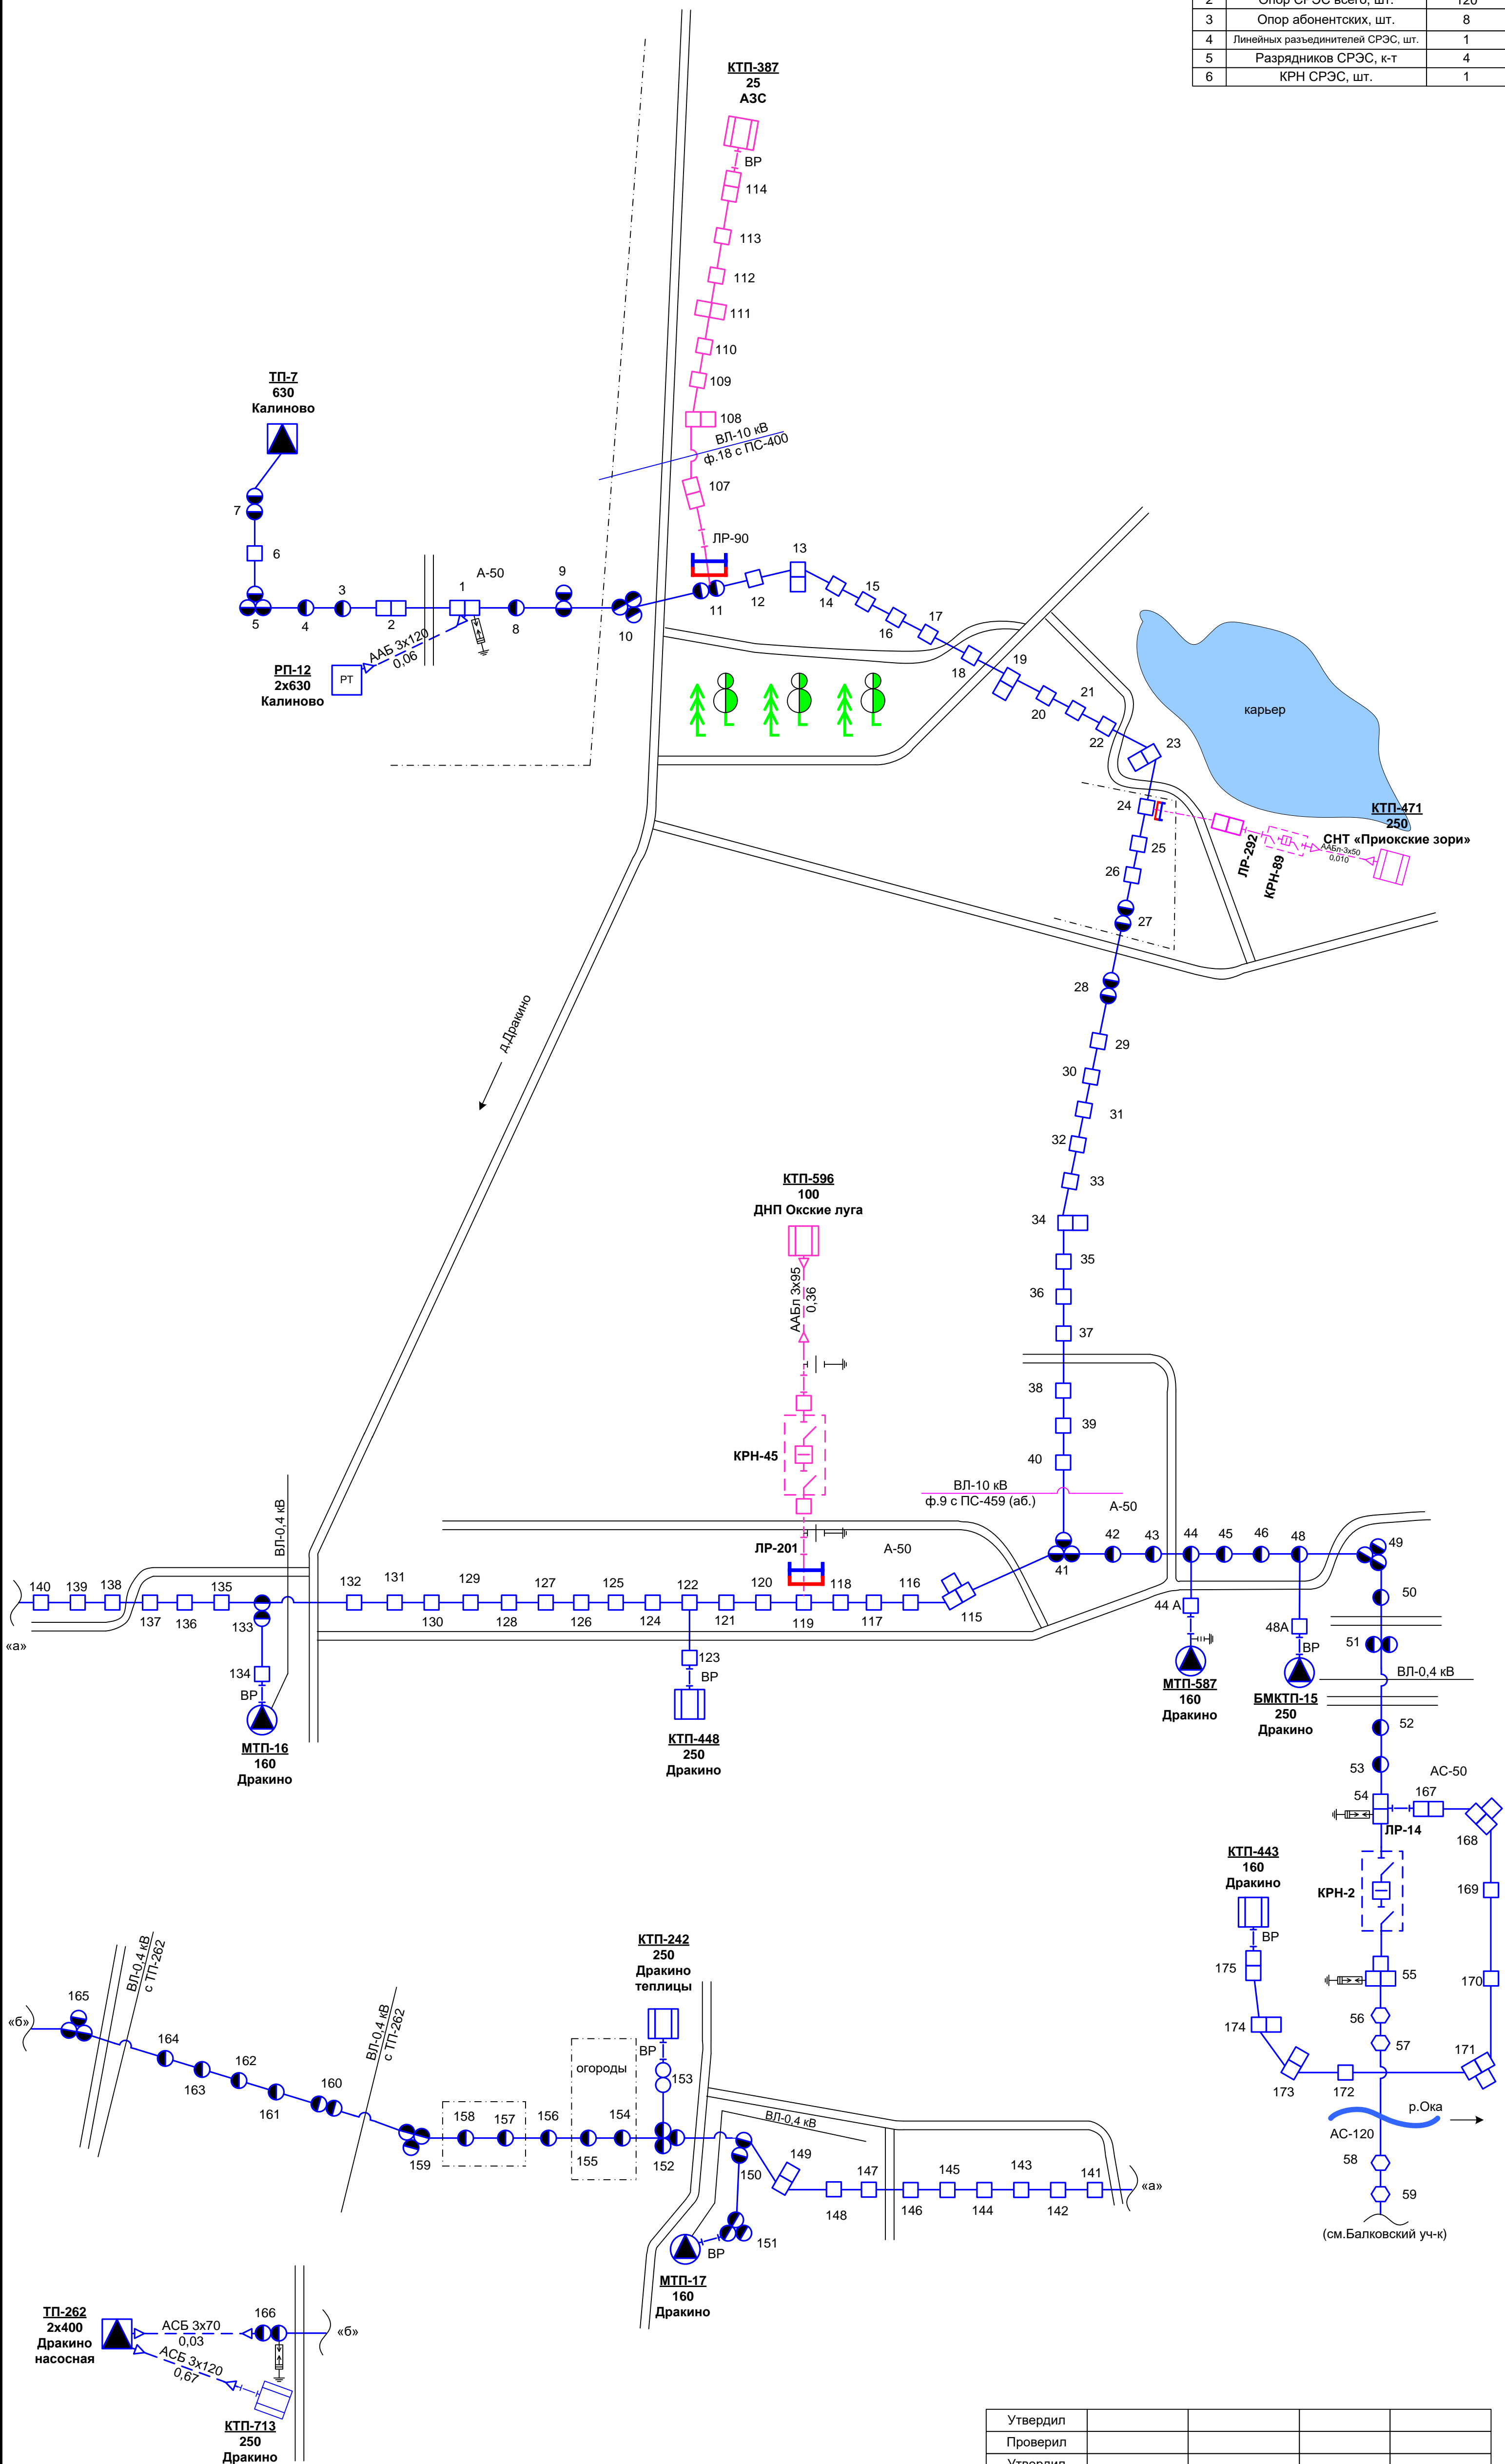 2 Опор СРЭС всего, шт. 120
3 Опор абонентских, шт. 8
4 Линейных разъединителей СРЭС, шт. 1
5 Разрядников СРЭС, к-т 4
6 КРН СРЭС, шт. 1
КТП-387
25
АЗС
ВР
114
113
112
111
110
109
108
ВЛ-10 кВ
ф.18 с ПС-400
107
ЛР-90
ТП-7
630
Калиново
7
6
5
4
3
2
1
А-50
8
9
10
11
12
13
14
15
16
17
18
19
20
21
22
23
ААБ 3х120
0,06
РП-12
2х630
Калиново
РТ
карьер
24
25
26
27
КТП-471
250
СНТ «Приокские зори»
ААБл-3х50
0,010
ЛР-292
КРН-89
28
29
30
31
32
33
34
35
36
37
38
39
40
д.Дракино
КТП-596
100
ДНП Окские луга
ААБл 3х95
0,36
КРН-45
ВЛ-10 кВ
ф.9 с ПС-459 (аб.)
А-50
ЛР-201
А-50
41
42
43
44
45
46
48
49
50
51
ВЛ-0,4 кВ
52
53
54
44 А
МТП-587
160
Дракино
48А
ВР
БМКТП-15
250
Дракино
ВЛ-0,4 кВ
140
139
138
137
136
135
133
132
131
130
129
128
127
126
125
124
122
121
120
119
118
117
116
115
«а»
134
ВР
МТП-16
160
Дракино
123
ВР
КТП-448
250
Дракино
АС-50
167
168
ЛР-14
КРН-2
169
170
171
172
173
174
175
КТП-443
160
Дракино
ВР
55
56
57
р.Ока
АС-120
58
59
(см.Балковский уч-к)
«б»
165
ВЛ-0,4 кВ
с ТП-262
164
163
162
161
160
ВЛ-0,4 кВ
с ТП-262
159
158
157
156
огороды
155
154
КТП-242
250
Дракино
теплицы
ВР
153
152
ВЛ-0,4 кВ
150
151
ВР
МТП-17
160
Дракино
149
148
147
146
145
144
143
142
141
«а»
ТП-262
2х400
Дракино
насосная
АСБ 3х70
0,03
АСБ 3х120
0,67
166
«б»
КТП-713
250
Дракино
Утвердил
Проверил
Утвердил